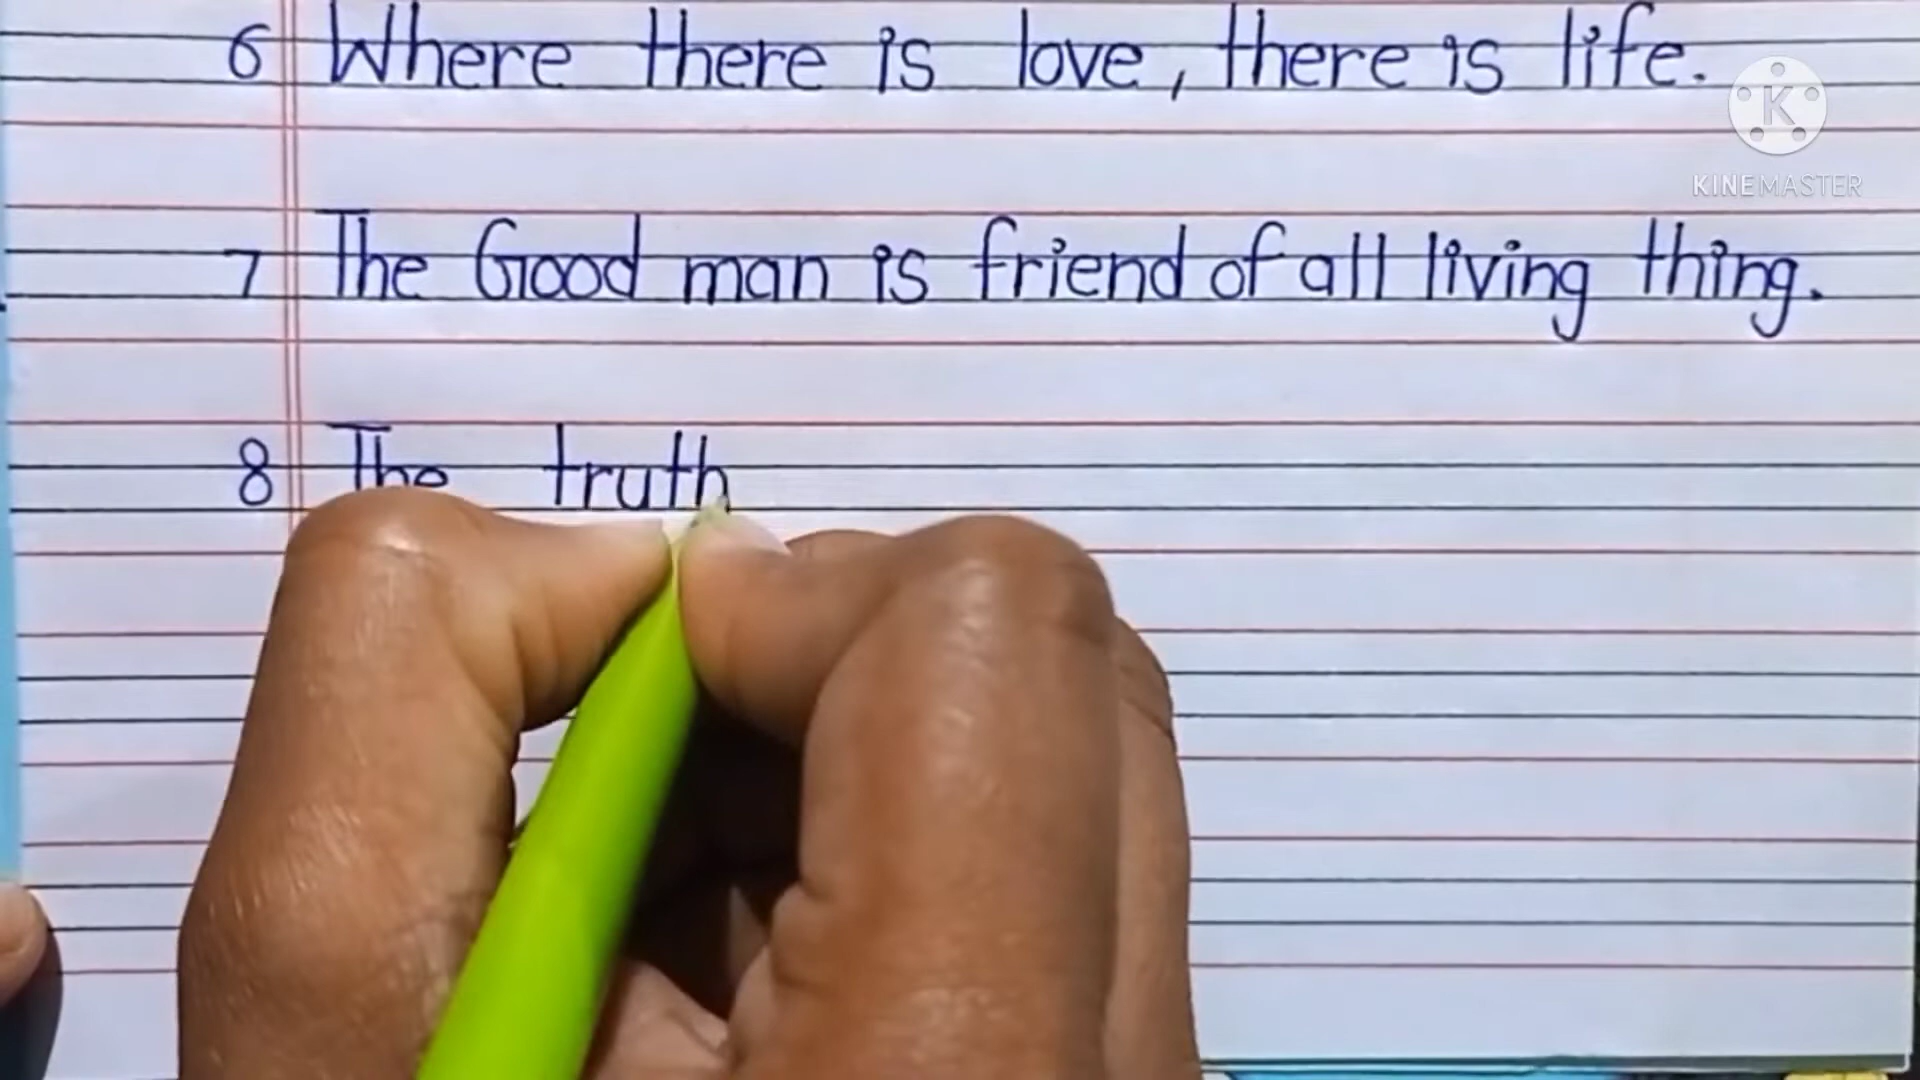 6 Where there is love, there is life.
K
KINEMASTER
7 The Good man is friend of all living thing.
8 The truth